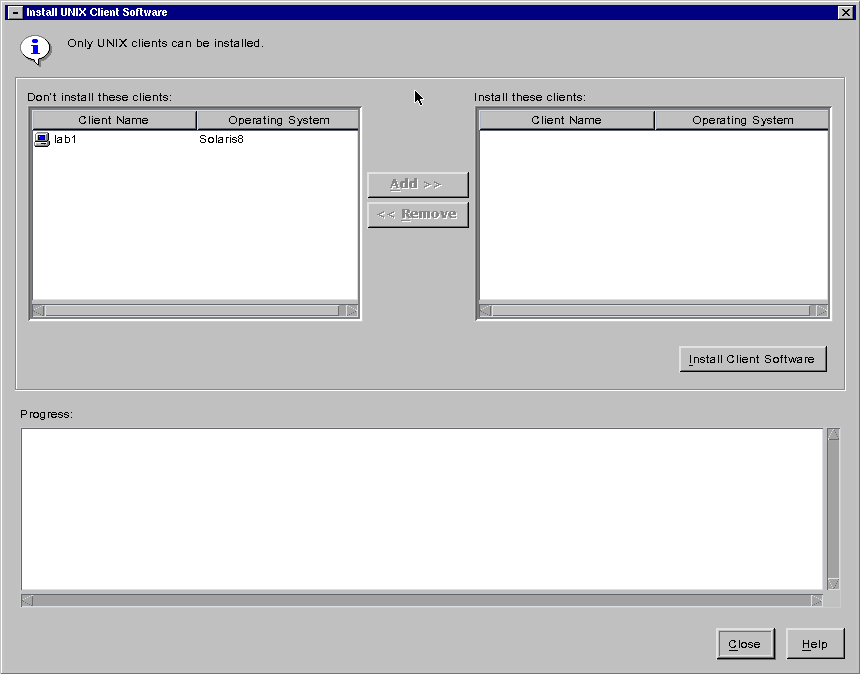 Install UNIX Client Software
Only UNIX clients can be installed.
Don't install these clients:
Client Name Operating System
lab1 Solaris8
Add >>
<< Remove
Install these clients:
Client Name Operating System
Install Client Software
Progress:
Close Help